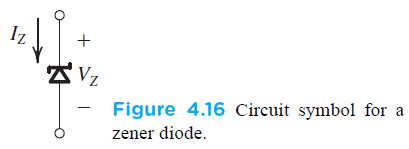 I_Z
+
V_Z
−
Figure 4.16 Circuit symbol for a
zener diode.